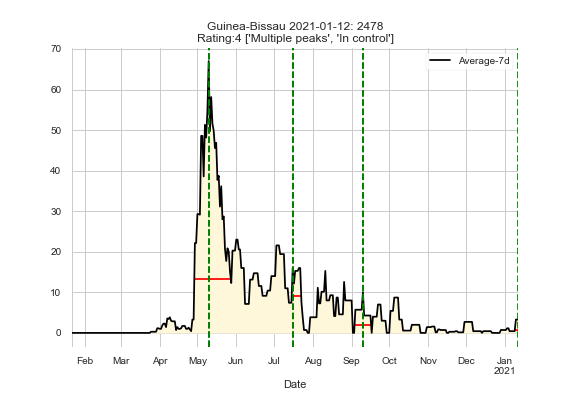 Guinea-Bissau 2021-01-12: 2478
Rating:4 ['Multiple peaks', 'In control']
70
Average-7d
60
50
40
30
20
10
0
Feb Mar Apr May Jun Jul Aug Sep Oct Nov Dec Jan
2021
Date